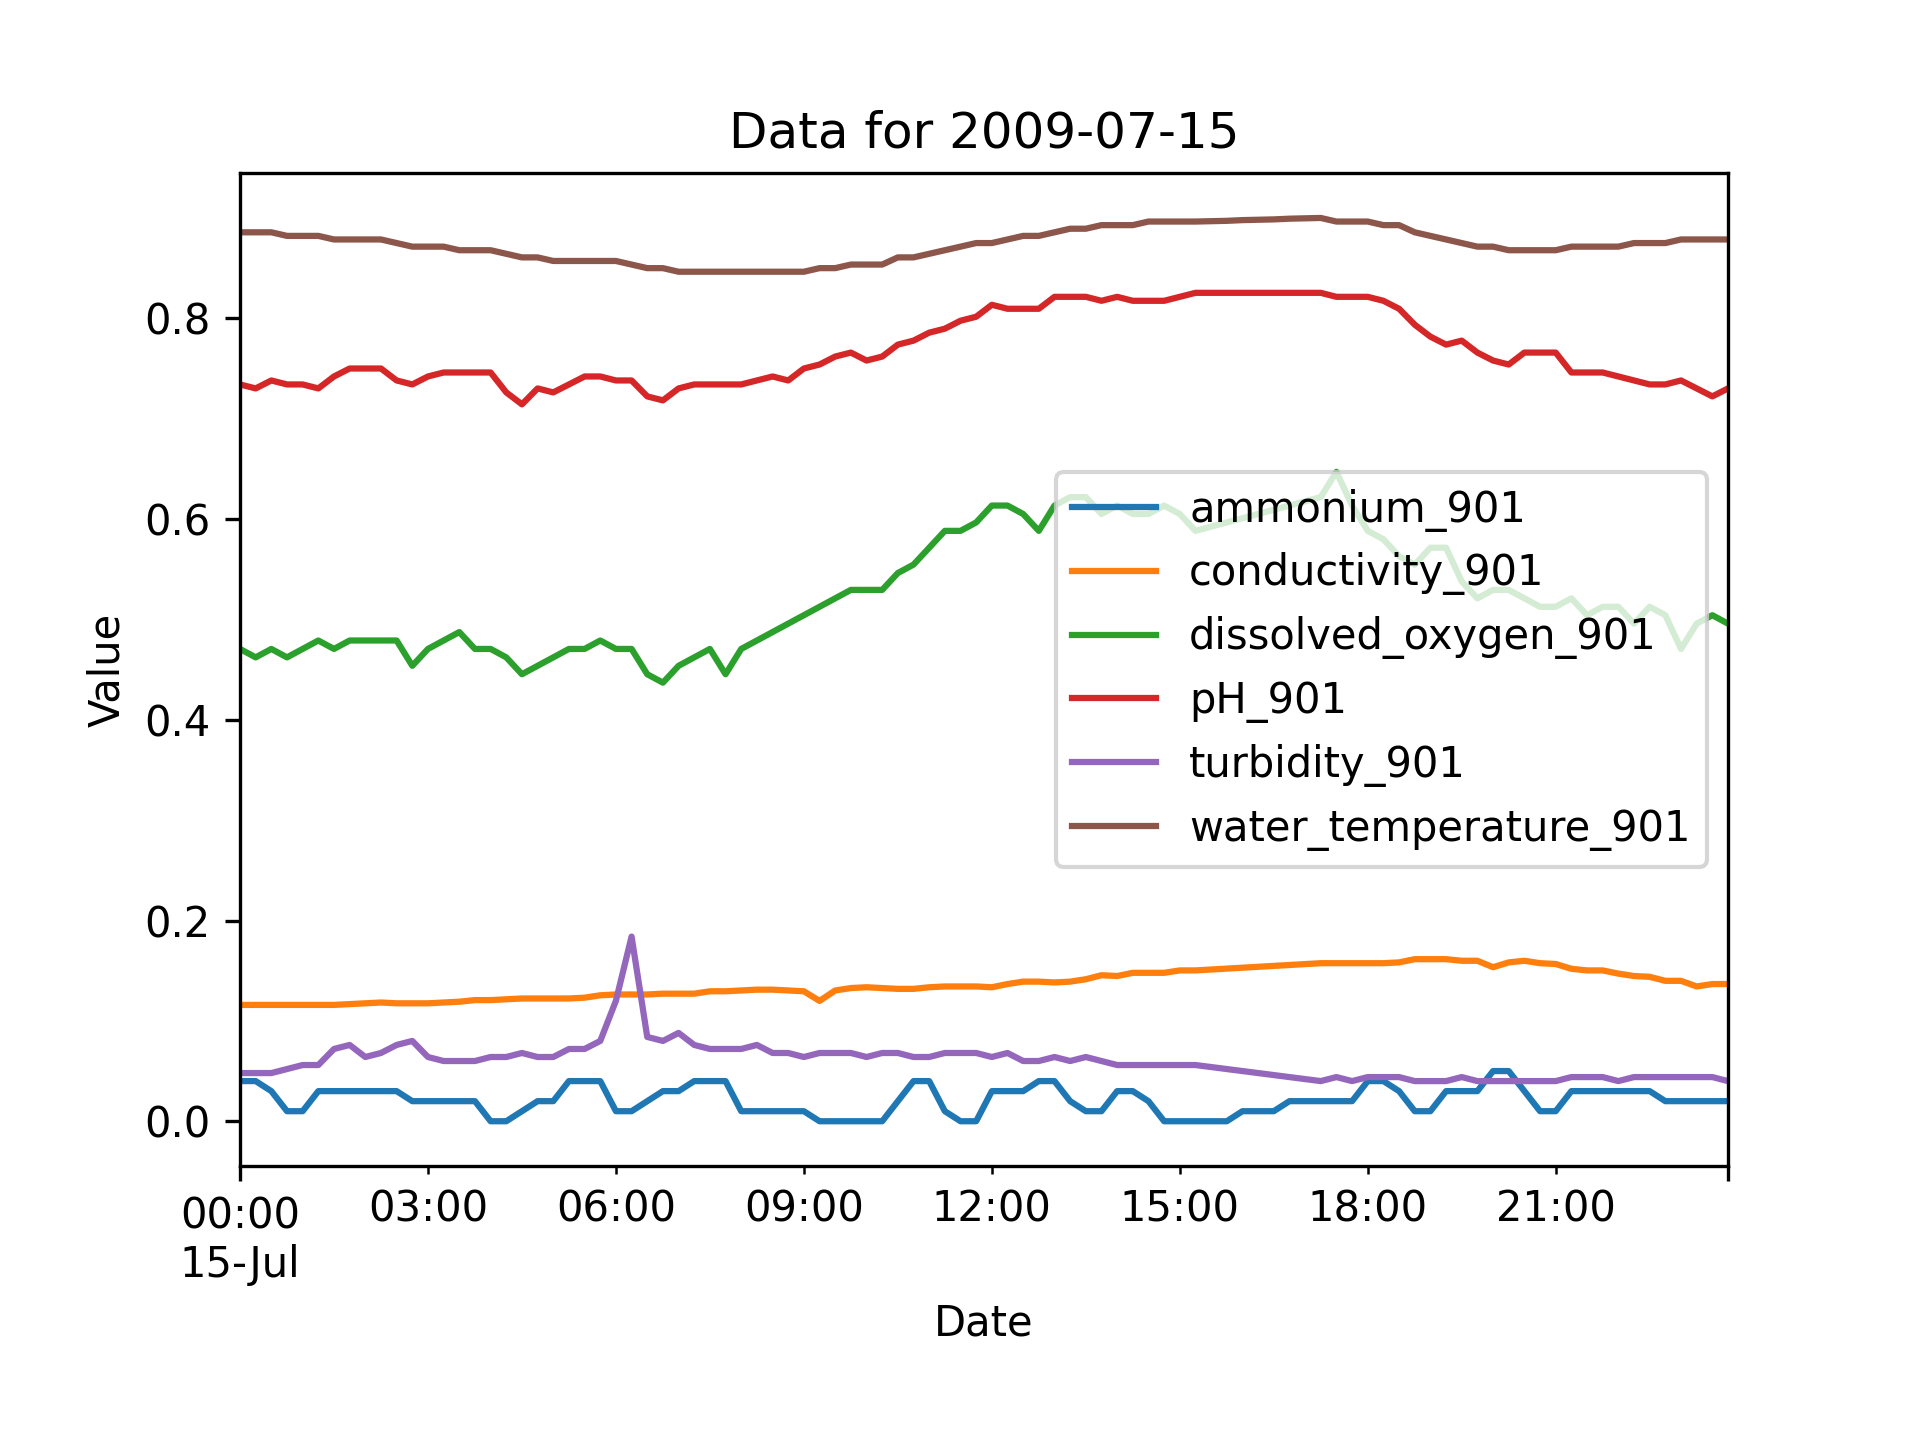 Data for 2009-07-15
Value
0.8
0.6
0.4
0.2
0.0
ammonium_901
conductivity_901
dissolved_oxygen_901
pH_901
turbidity_901
water_temperature_901
00:00 03:00 06:00 09:00 12:00 15:00 18:00 21:00
15-Jul
Date